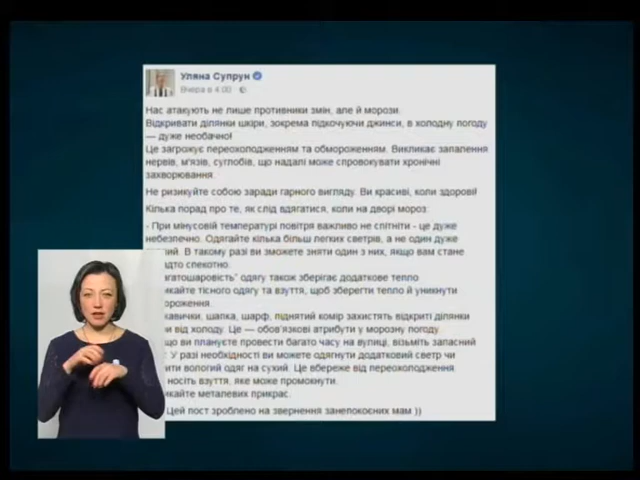 Уляна Супрун
Вчера в 4:00
Нас атакують не лише противники змін, але й морози.
Відкривати ділянки шкіри, зокрема підкочуючи джинси, в холодну погоду
— дуже необачно!
Це загрожує переохолодженням та обмороженням. Викликає запалення
нервів, м'язів, суглобів, що надалі може спровокувати хронічні
захворювання.
Не ризикуйте собою заради гарного вигляду. Ви красиві, коли здорові!
Кілька порад про те, як слід вдягатися, коли на дворі мороз:
- При мінусовій температурі повітря важливо не спітніти - це дуже
небезпечно. Одягайте кілька більш легких светрів, а не один дуже
В такому разі ви зможете зняти один з них, якщо вам стане
спекотно.
одягу також зберігає додаткове тепло
тісного одягу та взуття, щоб зберегти тепло й уникнути
шапка, шарф, піднятий комір захистять відкриті ділянки
від холоду. Це — обов'язкові атрибути у морозну погоду.
ви плануєте провести багато часу на вулиці, візьміть запасний
У разі необхідності ви можете одягнути додатковий светр чи
вологий одяг на сухий. Це вбереже від переохолодження
носіть взуття, яке може промокнути.
металевих прикрас.
Цей пост зроблено на звернення занепокоєних мам ))